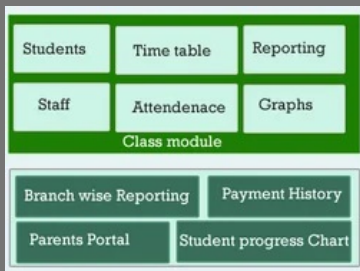 Students Time table Reporting
Staff Attendenace Graphs
Class module
Branch wise Reporting Payment History
Parents Portal Student progress Chart